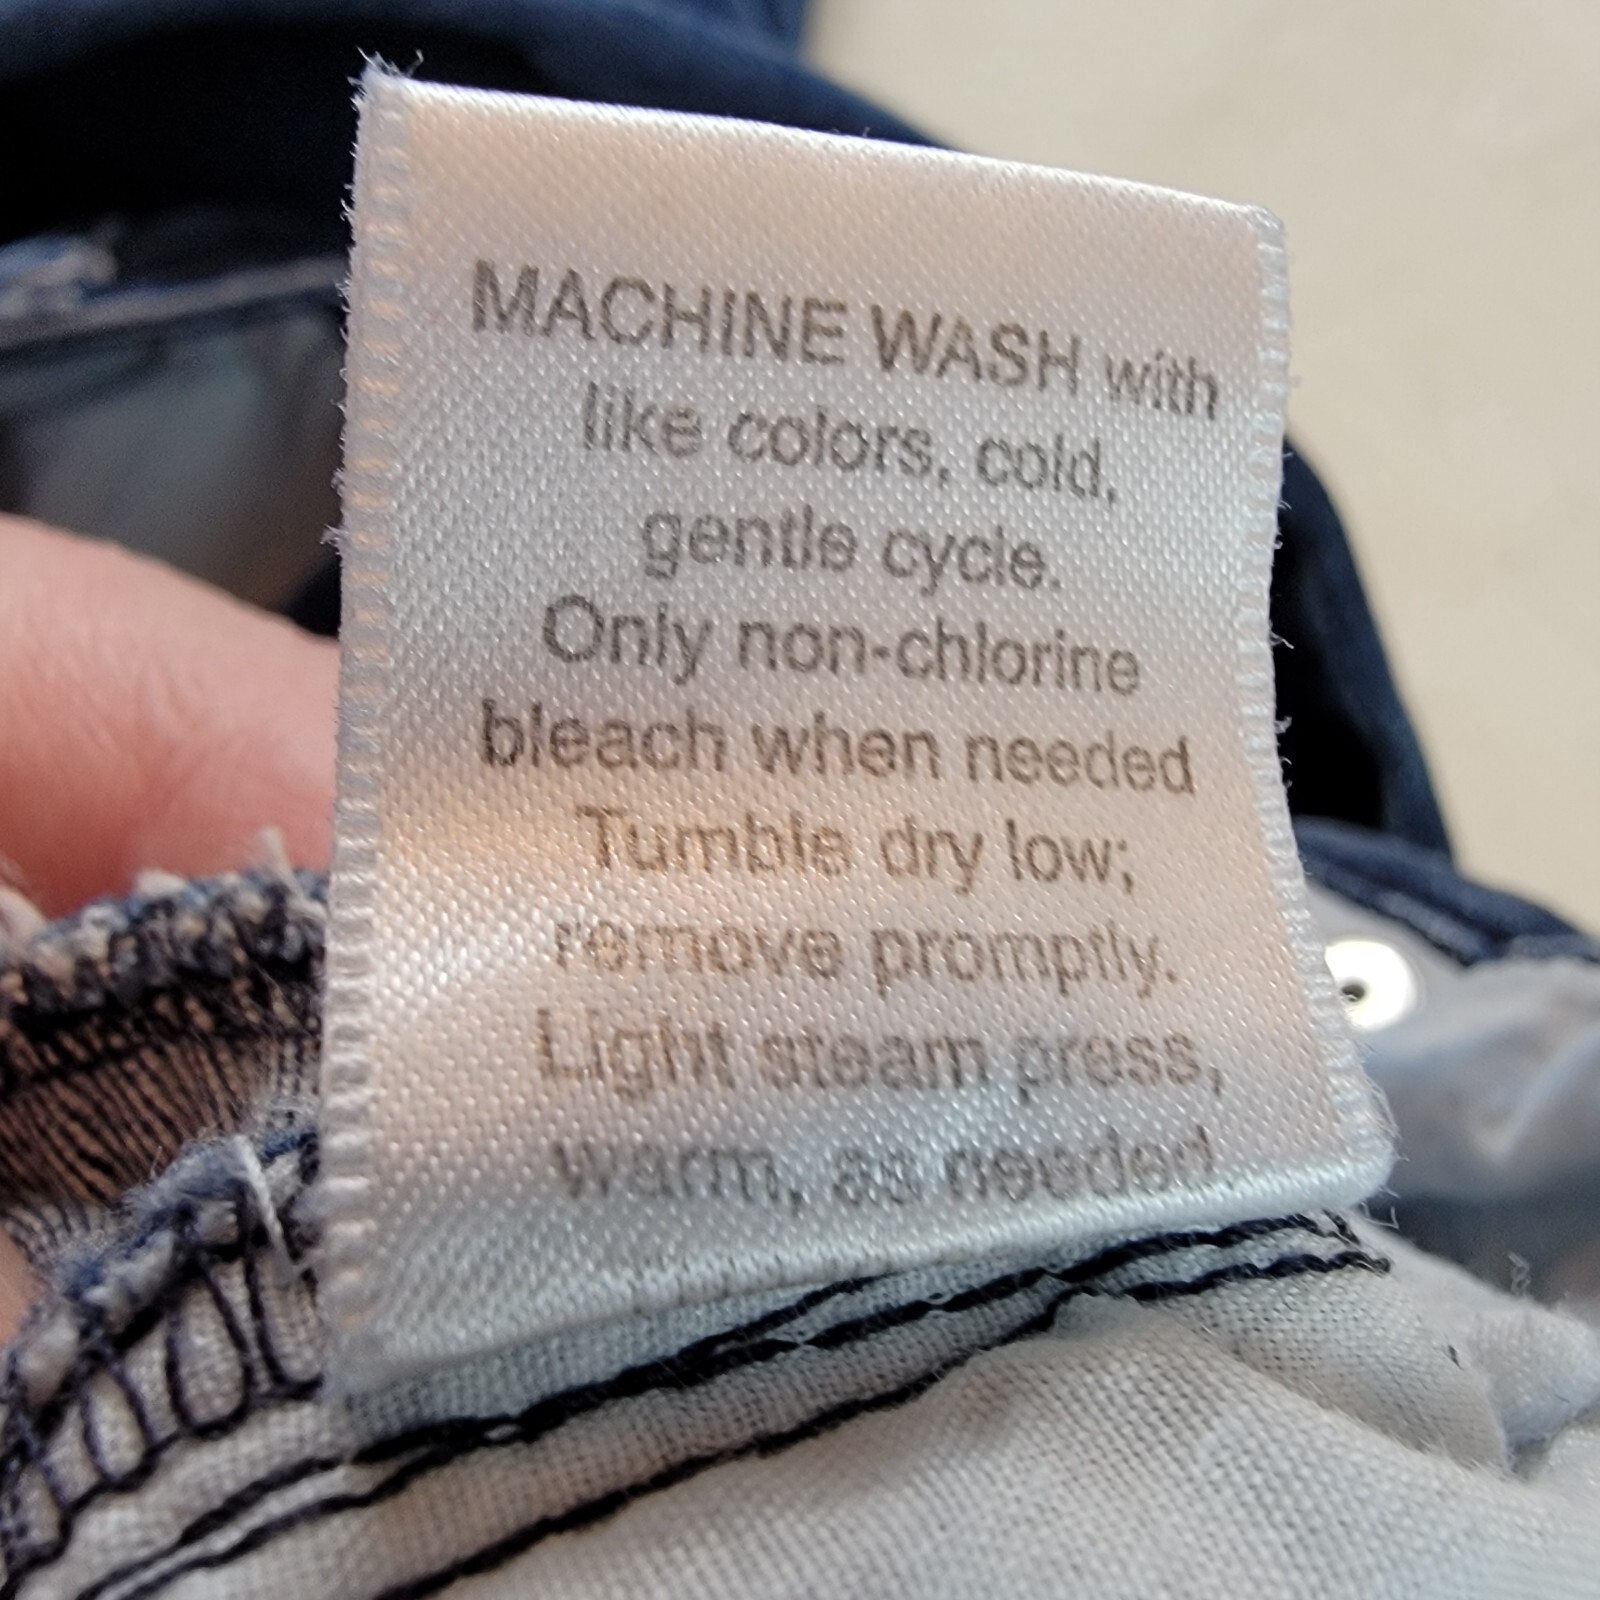 MACHINE WASH with
like colors, cold,
gentle cycle.
Only non-chlorine
bleach when needed
Tumble dry low;
remove promptly.
Light steam press,
warm, as needed.